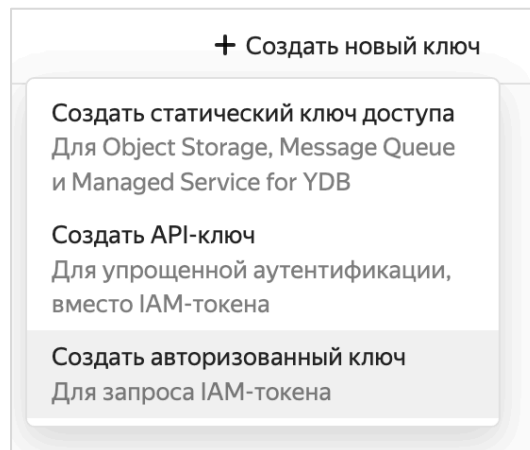 + Создать новый ключ
Создать статический ключ доступа
Для Object Storage, Message Queue
и Managed Service for YDB
Создать API-ключ
Для упрощенной аутентификации,
вместо IAM-токена
Создать авторизованный ключ
Для запроса IAM-токена